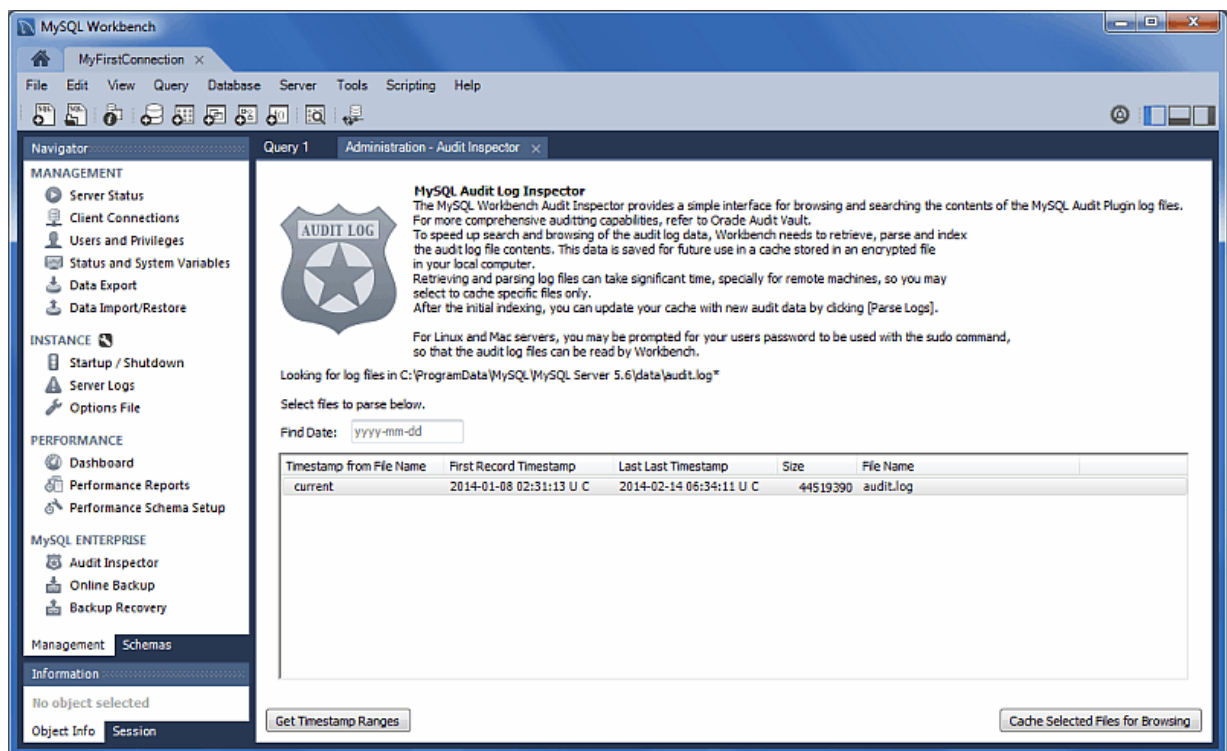 MySQL Workbench
MyFirstConnection
File Edit View Query Database Server Tools Scripting Help
Navigator
MANAGEMENT
Server Status
Client Connections
Users and Privileges
Status and System Variables
Data Export
Data Import/Restore
INSTANCE
Startup / Shutdown
Server Logs
Options File
PERFORMANCE
Dashboard
Performance Reports
Performance Schema Setup
MySQL ENTERPRISE
Audit Inspector
Online Backup
Backup Recovery
Management Schemas
Information
No object selected
Object Info Session
Query 1 Administration - Audit Inspector
AUDIT LOG
MySQL Audit Log Inspector
The MySQL Workbench Audit Inspector provides a simple interface for browsing and searching the contents of the MySQL Audit Plugin log files.
For more comprehensive auditting capabilities, refer to Oracle Audit Vault.
To speed up search and browsing of the audit log data, Workbench needs to retrieve, parse and index
the audit log file contents. This data is saved for future use in a cache stored in an encrypted file
in your local computer.
Retrieving and parsing log files can take significant time, specially for remote machines, so you may
select to cache specific files only.
After the initial indexing, you can update your cache with new audit data by clicking [Parse Logs].
For Linux and Mac servers, you may be prompted for your users password to be used with the sudo command,
so that the audit log files can be read by Workbench.
Looking for log files in C:\ProgramData\MySQL\MySQL Server 5.6\data\audit.log*
Select files to parse below.
Find Date: yyyy-mm-dd
Timestamp from File Name First Record Timestamp Last Last Timestamp Size File Name
current 2014-01-08 02:31:13 U C 2014-02-14 06:34:11 U C 44519390 audit.log
Get Timestamp Ranges Cache Selected Files for Browsing